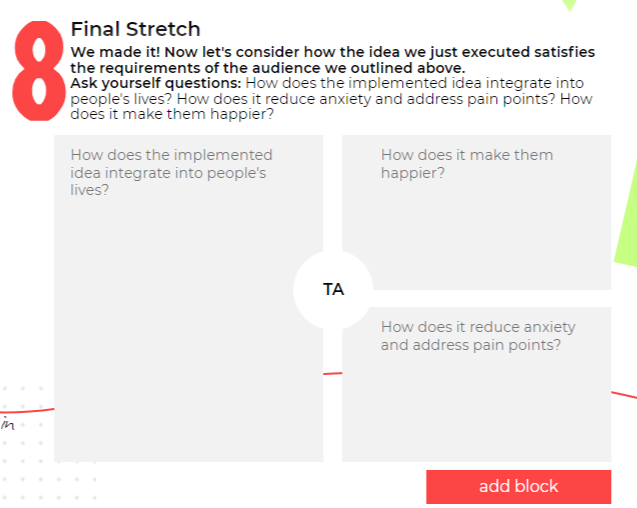 8
Final Stretch
We made it! Now let's consider how the idea we just executed satisfies
the requirements of the audience we outlined above.
Ask yourself questions: How does the implemented idea integrate into
people's lives? How does it reduce anxiety and address pain points? How
does it make them happier?
How does the implemented
idea integrate into people's
lives?
How does it make them
happier?
TA
How does it reduce anxiety
and address pain points?
in
add block